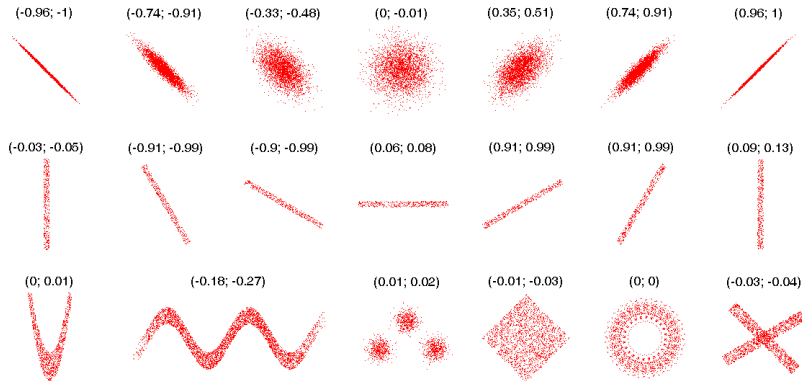 (-0.96; -1) (-0.74; -0.91) (-0.33; -0.48) (0; -0.01) (0.35; 0.51) (0.74; 0.91) (0.96; 1)
(-0.03; -0.05) (-0.91; -0.99) (-0.9; -0.99) (0.06; 0.08) (0.91; 0.99) (0.91; 0.99) (0.09; 0.13)
(0; 0.01) (-0.18; -0.27) (0.01; 0.02) (-0.01; -0.03) (0; 0) (-0.03; -0.04)